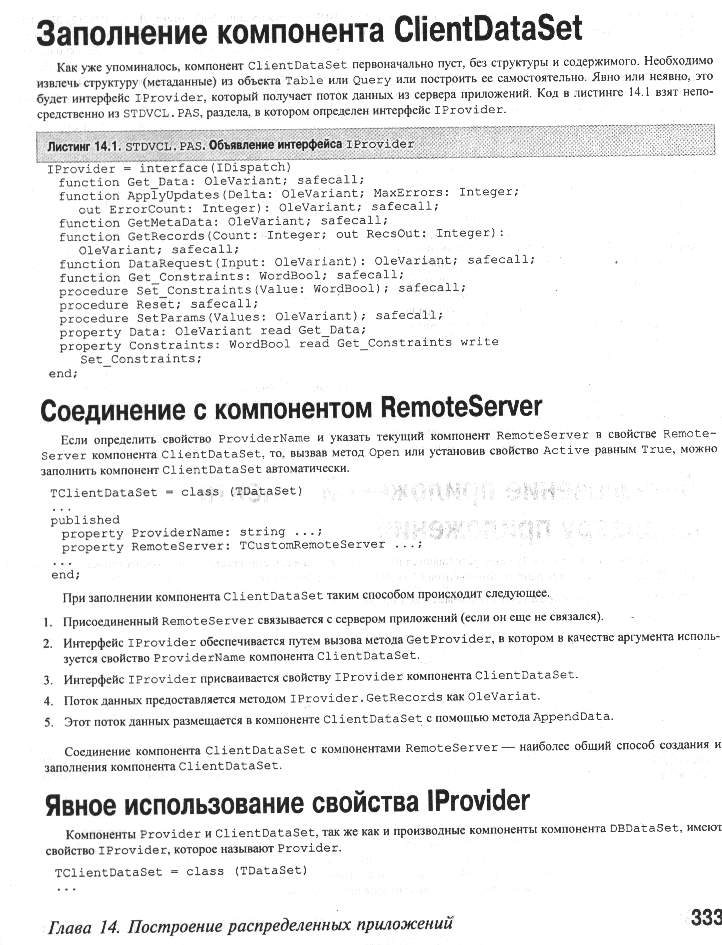 Заполнение компонента ClientDataSet
Как уже упоминалось, компонент ClientDataSet первоначально пуст, без структуры и содержимого. Необходимо
извлечь структуру (метаданные) из объекта Table или Query или построить ее самостоятельно. Явно или неявно, это
будет интерфейс IProvider, который получает поток данных из сервера приложений. Код в листинге 14.1 взят непо-
средственно из STDVCL.PAS, раздела, в котором определен интерфейс IProvider.
Листинг 14.1. STDVCL.PAS. Объявление интерфейса IProvider
IProvider = interface(IDispatch)
function Get_Data: OleVariant; safecall;
function ApplyUpdates(Delta: OleVariant; MaxErrors: Integer;
out ErrorCount: Integer): OleVariant; safecall;
function GetMetaData: OleVariant; safecall;
function GetRecords(Count: Integer; out RecsOut: Integer):
OleVariant; safecall;
function DataRequest(Input: OleVariant): OleVariant; safecall;
function Get_Constraints: WordBool; safecall;
procedure Set_Constraints(Value: WordBool); safecall;
procedure Reset; safecall;
procedure SetParams(Values: OleVariant); safecall;
property Data: OleVariant read Get_Data;
property Constraints: WordBool read Get_Constraints write
Set_Constraints;
end;
Соединение с компонентом RemoteServer
Если определить свойство ProviderName и указать текущий компонент RemoteServer в свойстве Remote-
Server компонента ClientDataSet, то, вызвав метод Open или установив свойство Active равным True, можно
заполнить компонент ClientDataSet автоматически.
TClientDataSet = class (TDataSet)
...
published
property ProviderName: string ...;
property RemoteServer: TCustomRemoteServer ...;
...
end;
При заполнении компонента ClientDataSet таким способом происходит следующее.
1. Присоединенный RemoteServer связывается с сервером приложений (если он еще не связался).
2. Интерфейс IProvider обеспечивается путем вызова метода GetProvider, в котором в качестве аргумента исполь-
зуется свойство ProviderName компонента ClientDataSet.
3. Интерфейс IProvider присваивается свойству IProvider компонента ClientDataSet.
4. Поток данных предоставляется методом IProvider.GetRecords как OleVariat.
5. Этот поток данных размещается в компоненте ClientDataSet с помощью метода AppendData.
Соединение компонента ClientDataSet с компонентами RemoteServer — наиболее общий способ создания и
заполнения компонента ClientDataSet.
Явное использование свойства IProvider
Компоненты Provider и ClientDataSet, так же как и производные компоненты компонента DBDataSet, имеют
свойство IProvider, которое называют Provider.
TClientDataSet = class (TDataSet)
...
Глава 14. Построение распределенных приложений
333